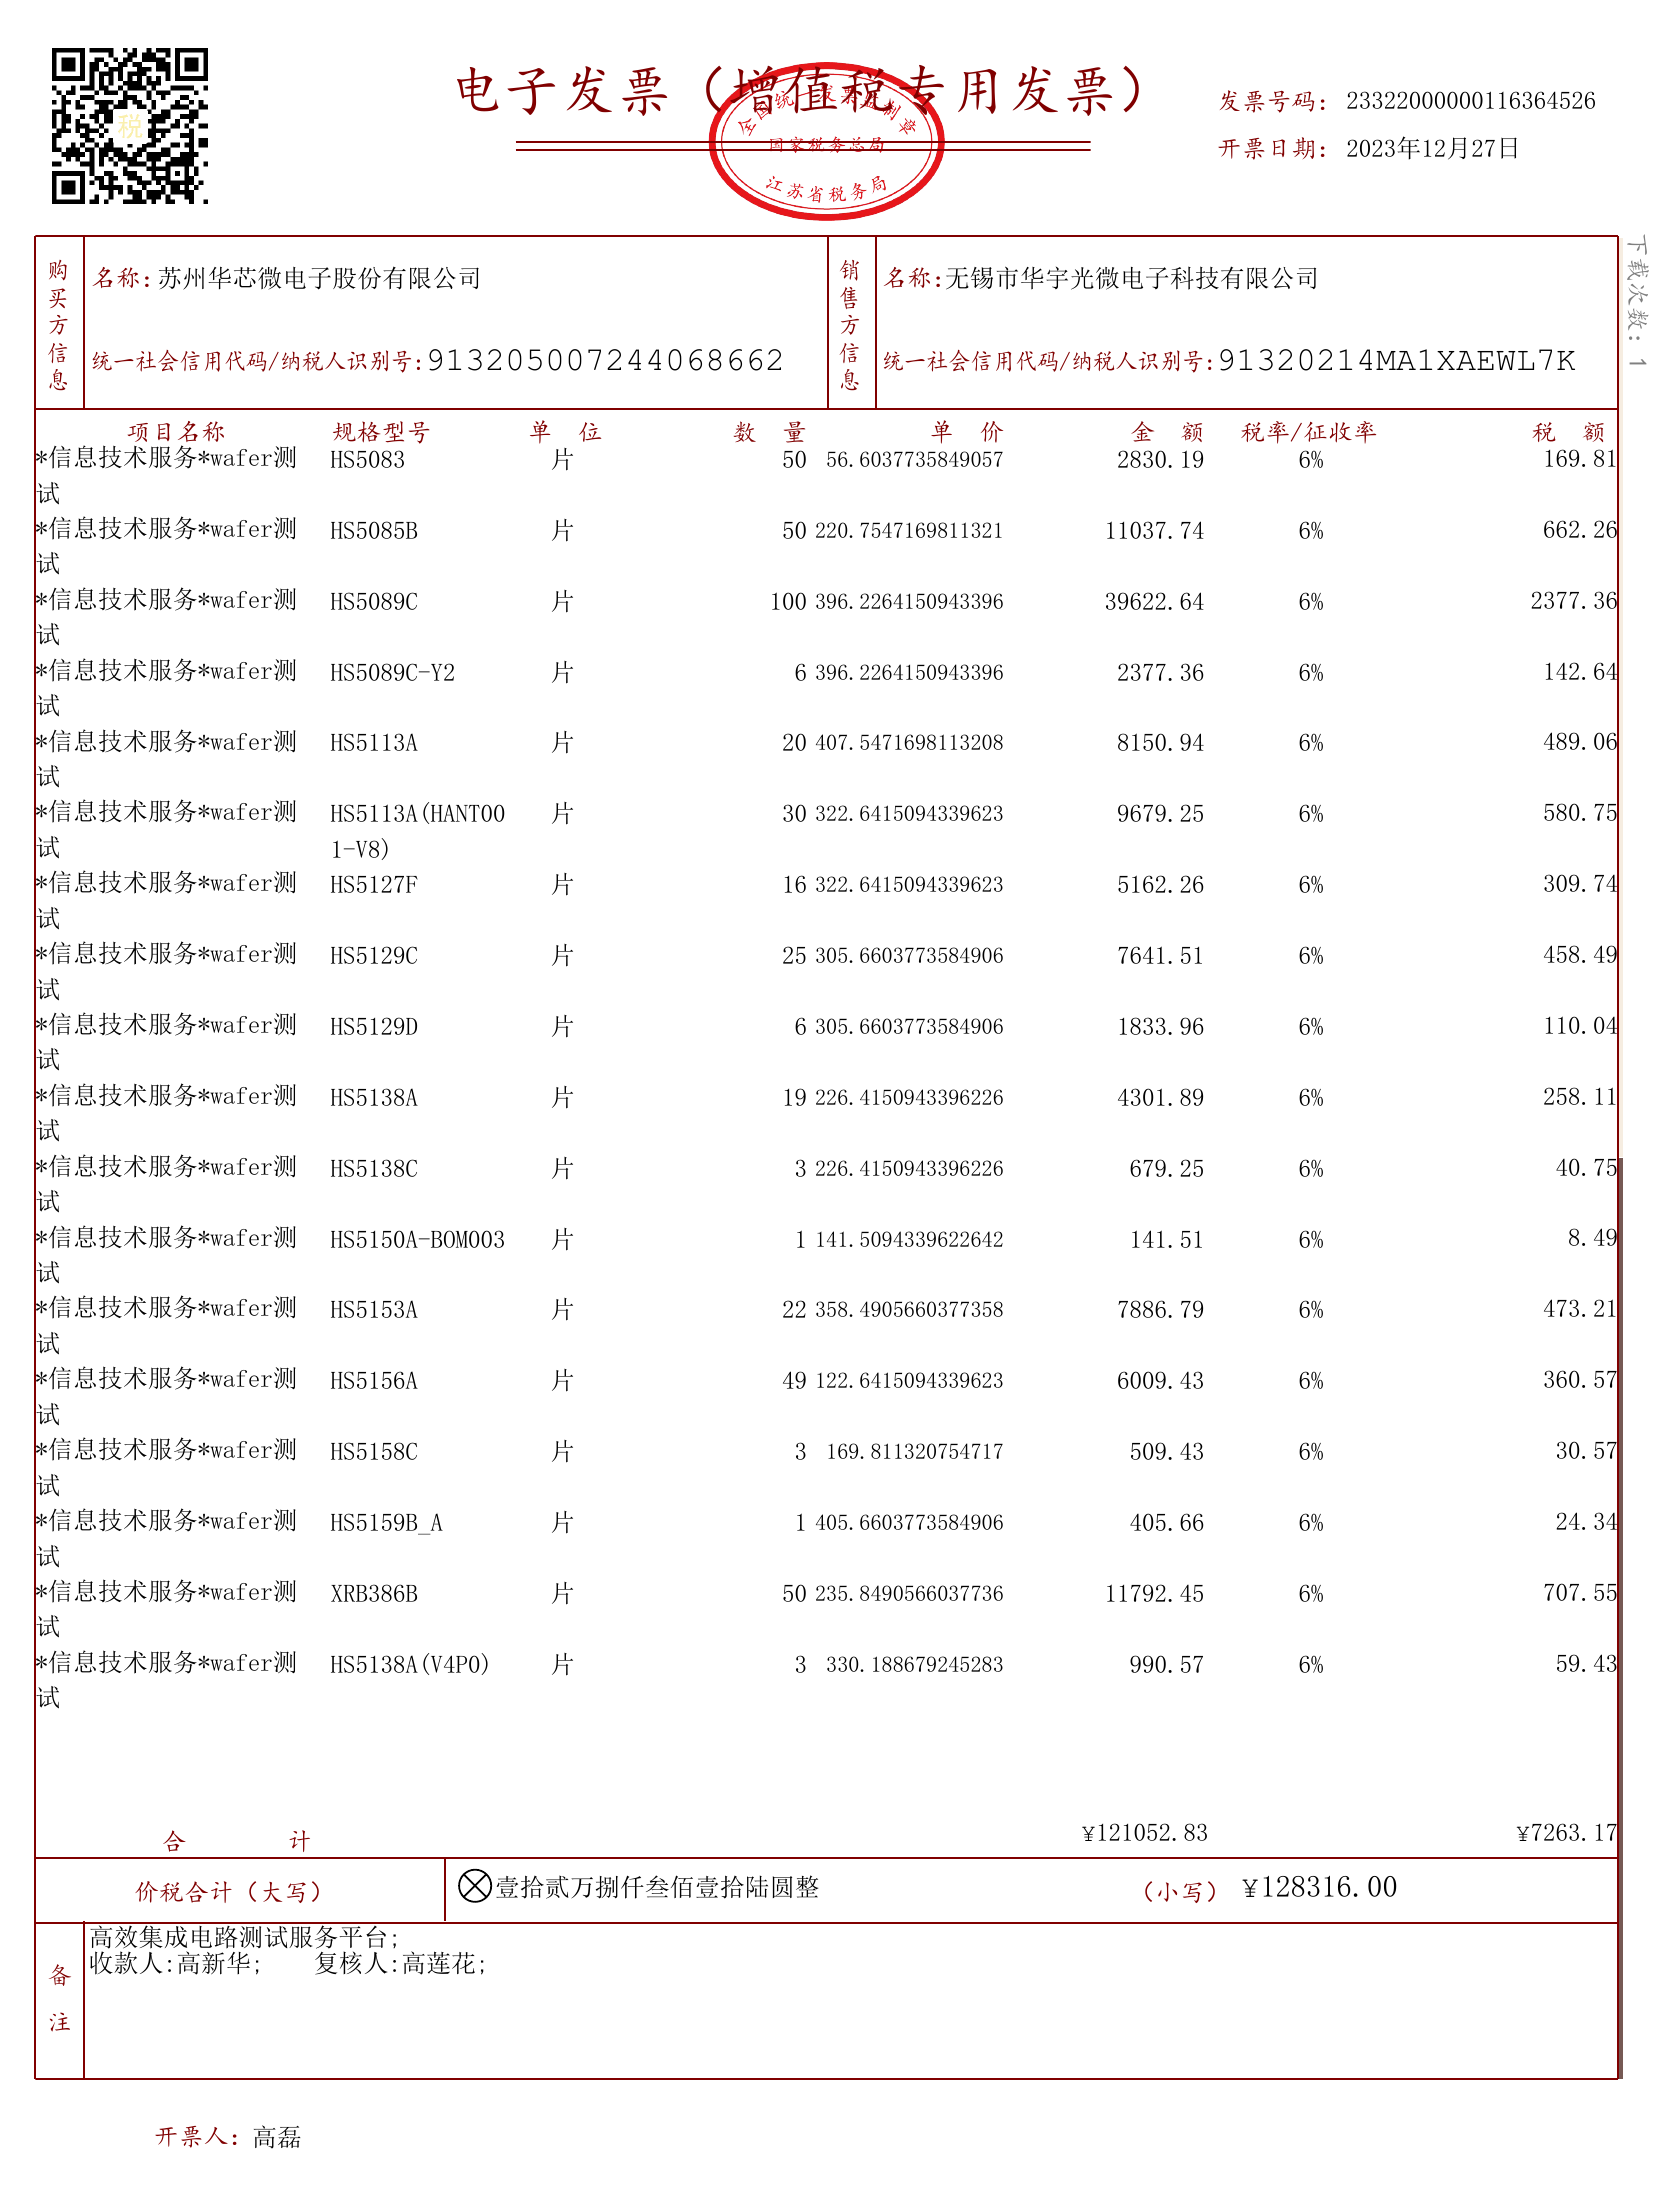 电子发票（增值税专用发票）
全国统一发票监制章
国家税务总局
江苏省税务局
税
发票号码：23322000000116364526
开票日期：2023年12月27日
下载次数：1
购买方信息
名称：苏州华芯微电子股份有限公司
统一社会信用代码/纳税人识别号：913205007244068662
销售方信息
名称：无锡市华宇光微电子科技有限公司
统一社会信用代码/纳税人识别号：91320214MA1XAEWL7K
项目名称 规格型号 单 位 数 量 单 价 金 额 税率/征收率 税 额
*信息技术服务*wafer测 HS5083 片 50 56.6037735849057 2830.19 6% 169.81
试
*信息技术服务*wafer测 HS5085B 片 50 220.7547169811321 11037.74 6% 662.26
试
*信息技术服务*wafer测 HS5089C 片 100 396.2264150943396 39622.64 6% 2377.36
试
*信息技术服务*wafer测 HS5089C-Y2 片 6 396.2264150943396 2377.36 6% 142.64
试
*信息技术服务*wafer测 HS5113A 片 20 407.5471698113208 8150.94 6% 489.06
试
*信息技术服务*wafer测 HS5113A(HANT00 片 30 322.6415094339623 9679.25 6% 580.75
试 1-V8)
*信息技术服务*wafer测 HS5127F 片 16 322.6415094339623 5162.26 6% 309.74
试
*信息技术服务*wafer测 HS5129C 片 25 305.6603773584906 7641.51 6% 458.49
试
*信息技术服务*wafer测 HS5129D 片 6 305.6603773584906 1833.96 6% 110.04
试
*信息技术服务*wafer测 HS5138A 片 19 226.4150943396226 4301.89 6% 258.11
试
*信息技术服务*wafer测 HS5138C 片 3 226.4150943396226 679.25 6% 40.75
试
*信息技术服务*wafer测 HS5150A-BOM003 片 1 141.5094339622642 141.51 6% 8.49
试
*信息技术服务*wafer测 HS5153A 片 22 358.4905660377358 7886.79 6% 473.21
试
*信息技术服务*wafer测 HS5156A 片 49 122.6415094339623 6009.43 6% 360.57
试
*信息技术服务*wafer测 HS5158C 片 3 169.811320754717 509.43 6% 30.57
试
*信息技术服务*wafer测 HS5159B_A 片 1 405.6603773584906 405.66 6% 24.34
试
*信息技术服务*wafer测 XRB386B 片 50 235.8490566037736 11792.45 6% 707.55
试
*信息技术服务*wafer测 HS5138A(V4P0) 片 3 330.188679245283 990.57 6% 59.43
试
合 计 ¥121052.83 ¥7263.17
价税合计（大写） ⊗壹拾贰万捌仟叁佰壹拾陆圆整 （小写）¥128316.00
备注
高效集成电路测试服务平台;
收款人:高新华; 复核人:高莲花;
开票人：高磊